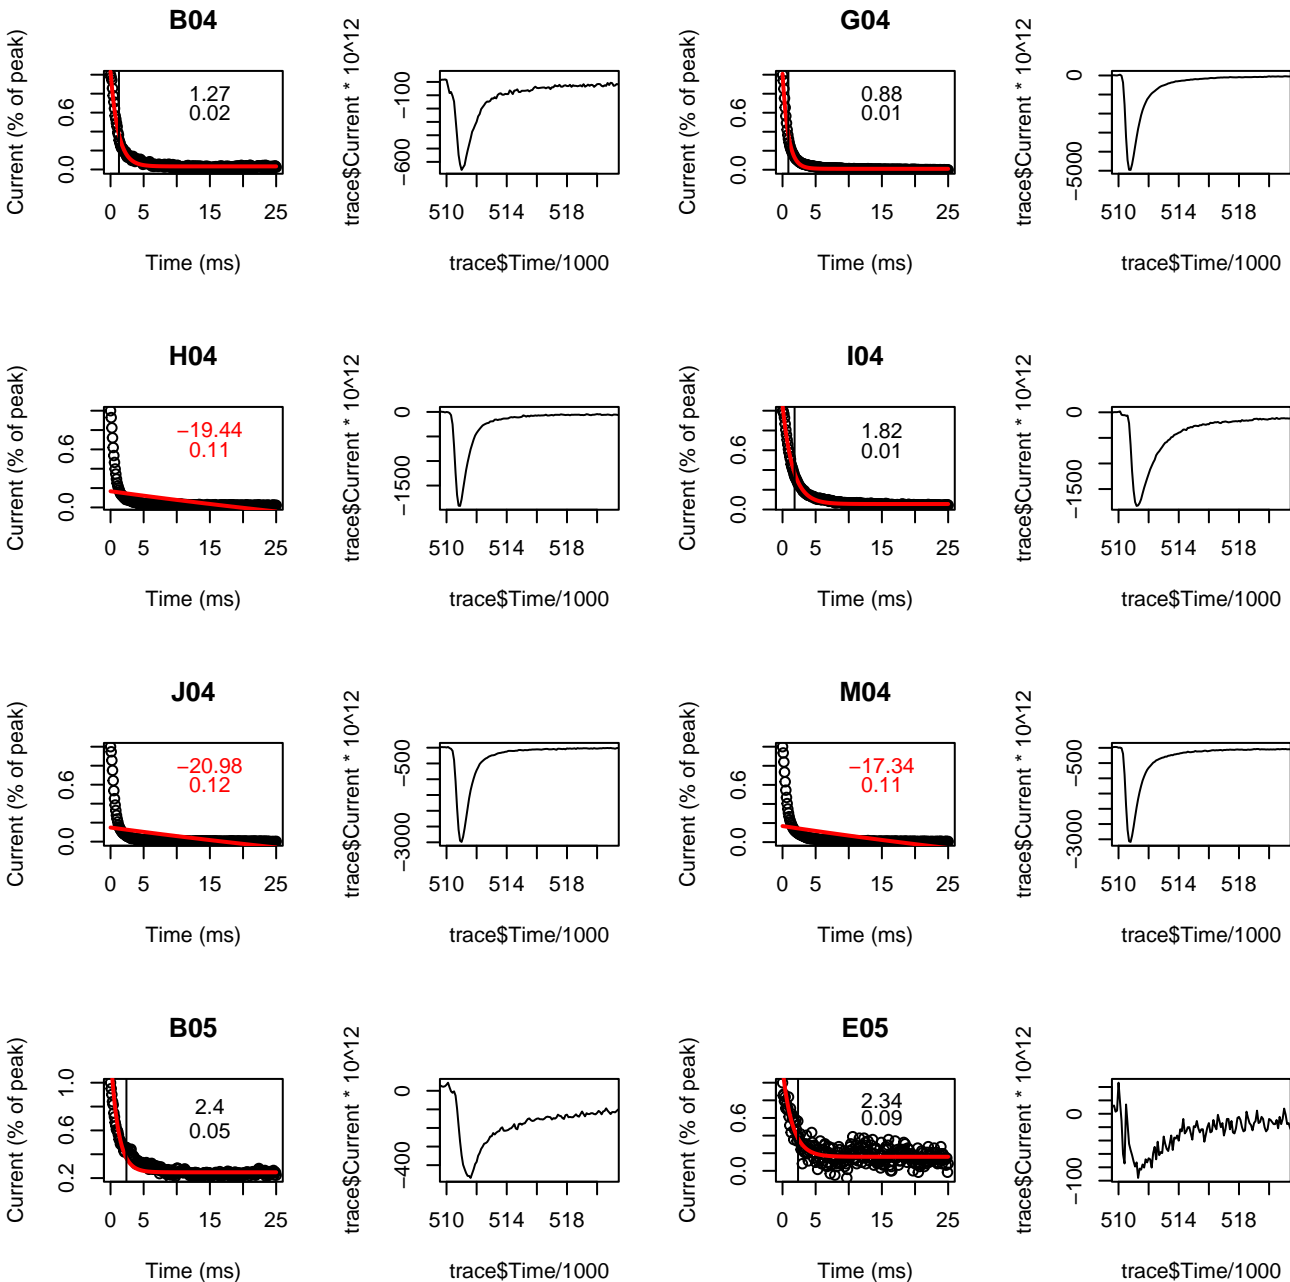 B04
Current (% of peak)
0.0 0.6
1.27
0.02
0 5 15 25
Time (ms)
trace$Current * 10^12
−600 −100
510 514 518
trace$Time/1000
G04
Current (% of peak)
0.0 0.6
0.88
0.01
0 5 15 25
Time (ms)
trace$Current * 10^12
−5000 0
510 514 518
trace$Time/1000
H04
Current (% of peak)
0.0 0.6
−19.44
0.11
0 5 15 25
Time (ms)
trace$Current * 10^12
−1500 0
510 514 518
trace$Time/1000
I04
Current (% of peak)
0.0 0.6
1.82
0.01
0 5 15 25
Time (ms)
trace$Current * 10^12
−1500 0
510 514 518
trace$Time/1000
J04
Current (% of peak)
0.0 0.6
−20.98
0.12
0 5 15 25
Time (ms)
trace$Current * 10^12
−3000 −500
510 514 518
trace$Time/1000
M04
Current (% of peak)
0.0 0.6
−17.34
0.11
0 5 15 25
Time (ms)
trace$Current * 10^12
−3000 −500
510 514 518
trace$Time/1000
B05
Current (% of peak)
0.2 0.6 1.0
2.4
0.05
0 5 15 25
Time (ms)
trace$Current * 10^12
−400 0
510 514 518
trace$Time/1000
E05
Current (% of peak)
0.0 0.6
2.34
0.09
0 5 15 25
Time (ms)
trace$Current * 10^12
−100 0
510 514 518
trace$Time/1000